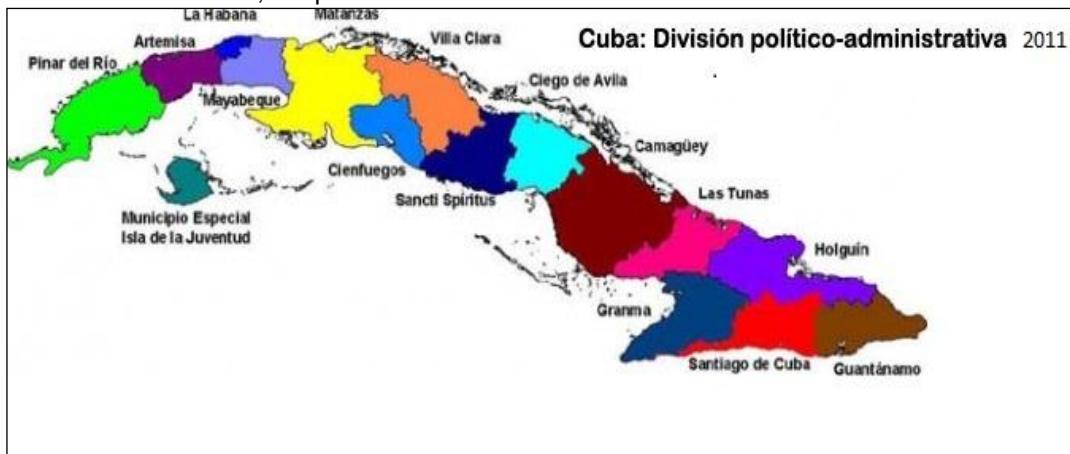 La Habana
Matanzas
Artemisa
Villa Clara
Cuba: División político-administrativa 2011
Pinar del Río
Ciego de Avila
Mayabeque
Camagüey
Cienfuegos
Las Tunas
Sancti Spíritus
Municipio Especial
Isla de la Juventud
Holguín
Granma
Santiago de Cuba
Guantánamo